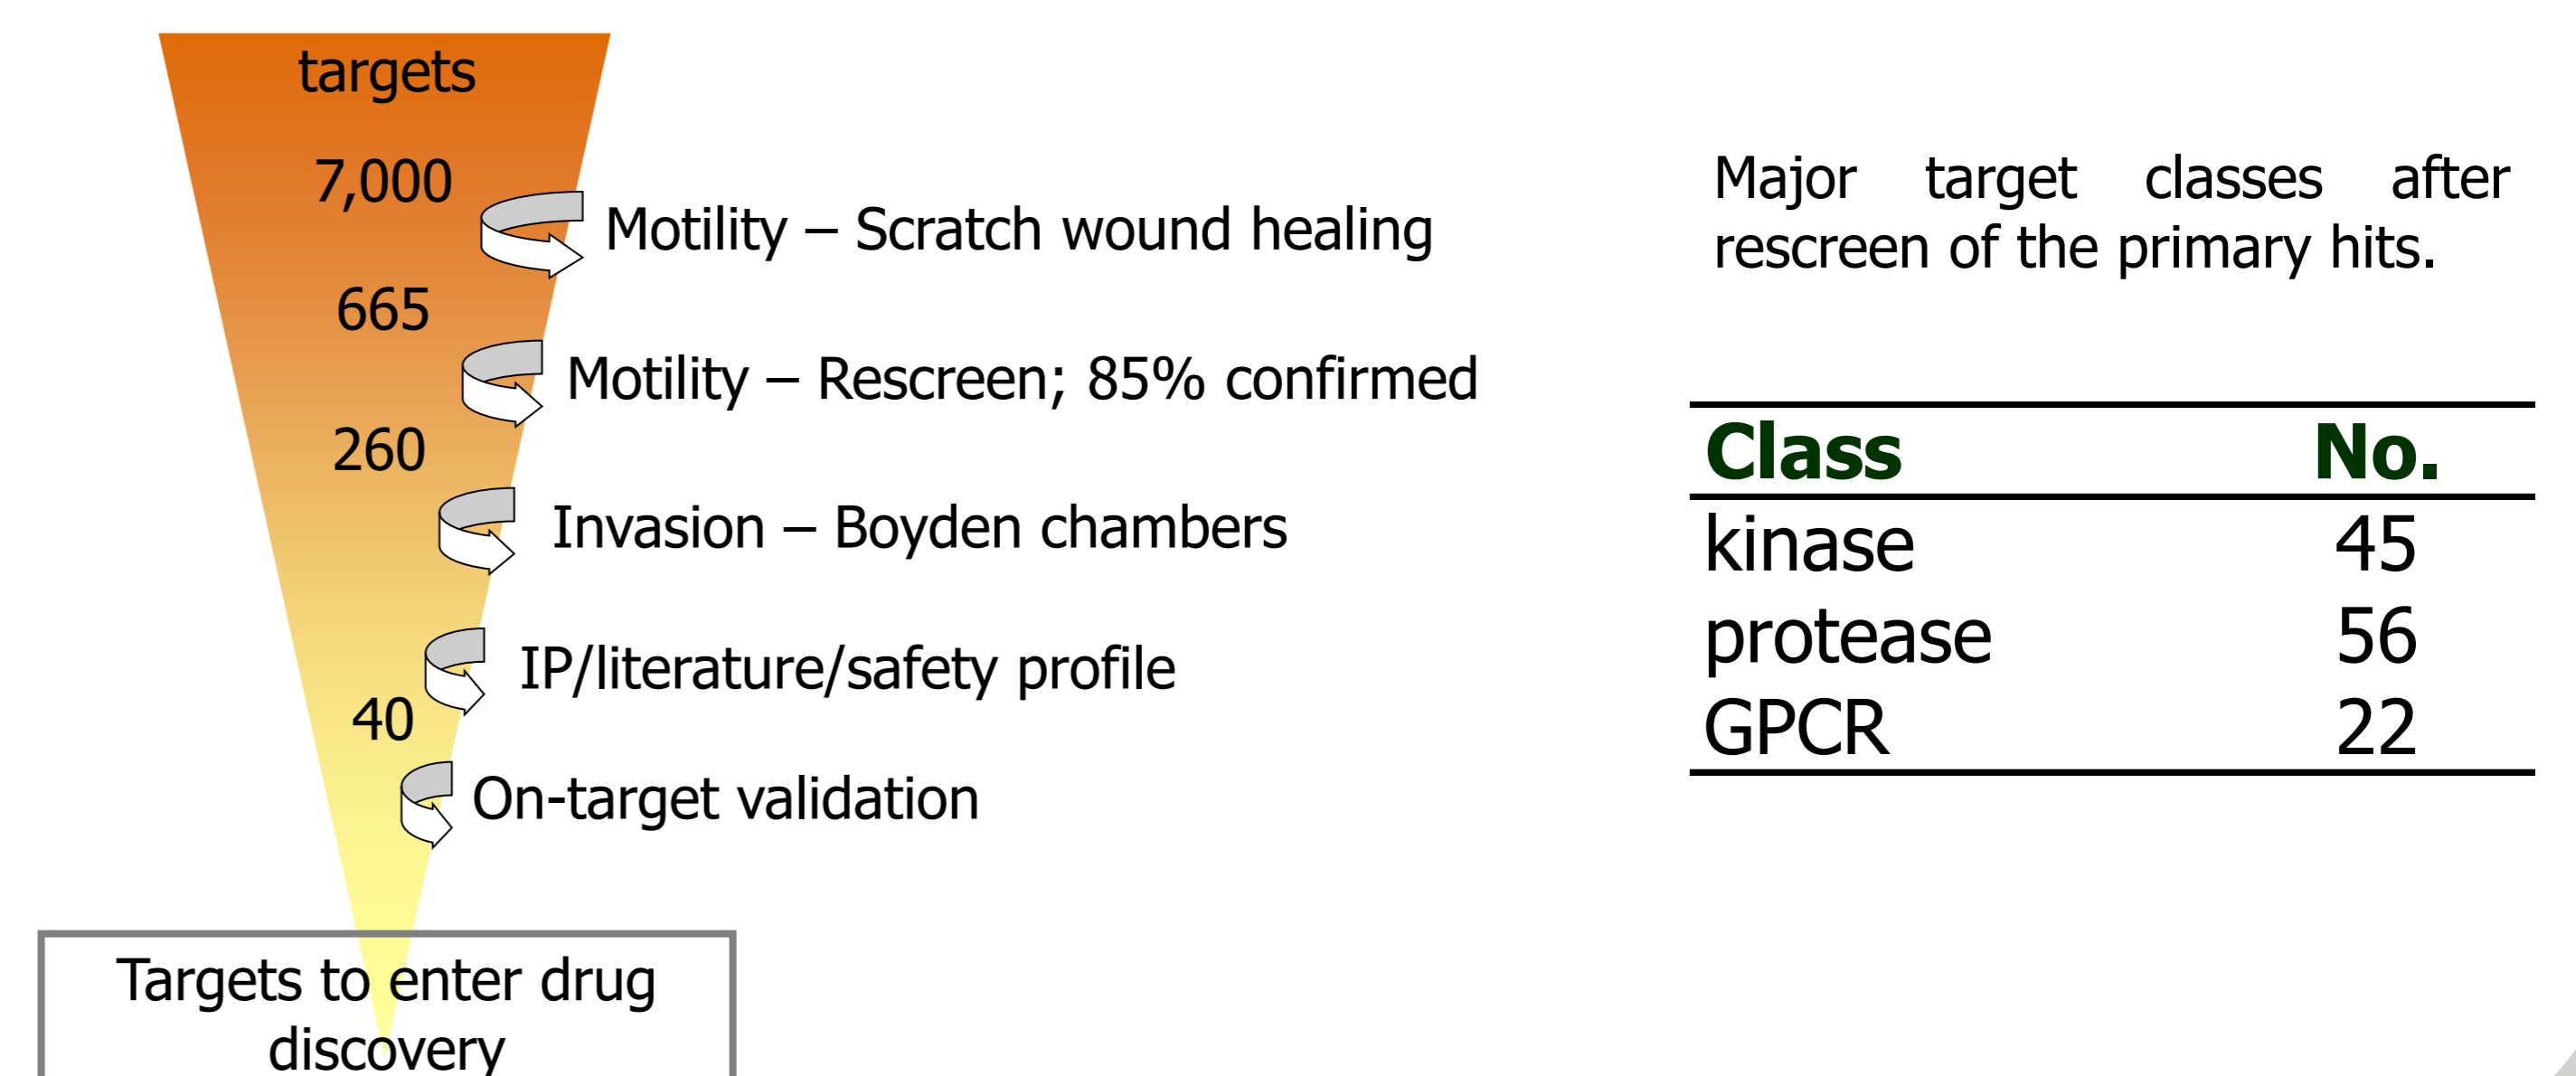 targets
7,000
Motility – Scratch wound healing
665
Motility – Rescreen; 85% confirmed
260
Invasion – Boyden chambers
IP/literature/safety profile
40
On-target validation
Targets to enter drug
discovery
Major target classes after
rescreen of the primary hits.
Class No.
kinase 45
protease 56
GPCR 22